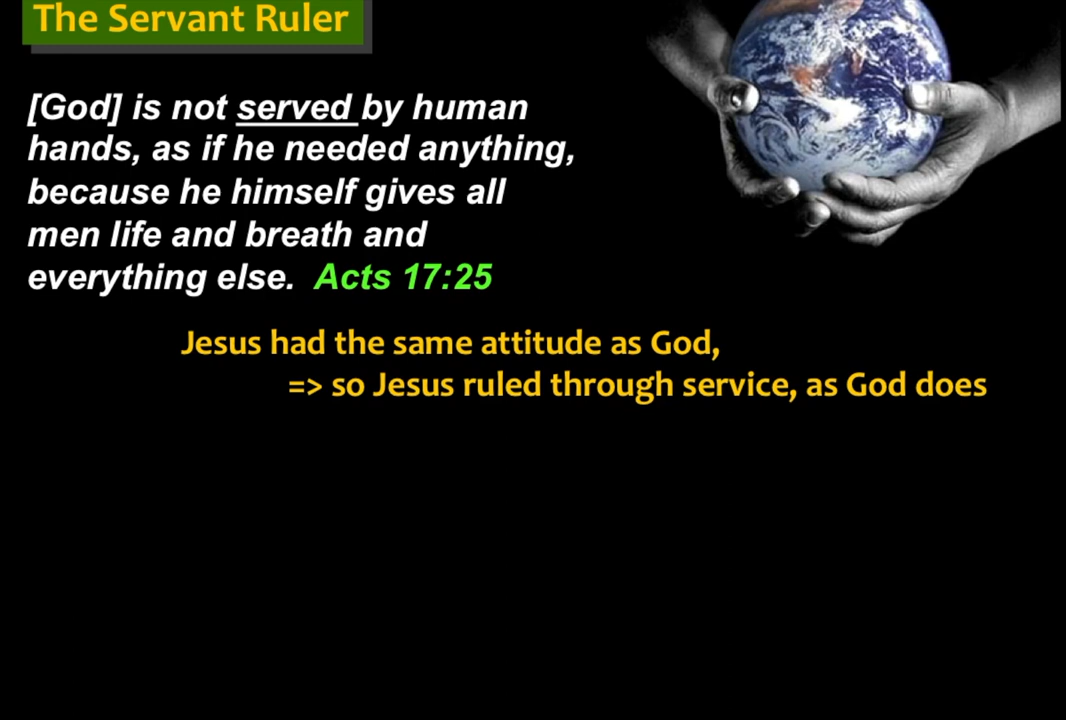 The Servant Ruler
[God] is not served by human
hands, as if he needed anything,
because he himself gives all
men life and breath and
everything else. Acts 17:25
Jesus had the same attitude as God,
=> so Jesus ruled through service, as God does